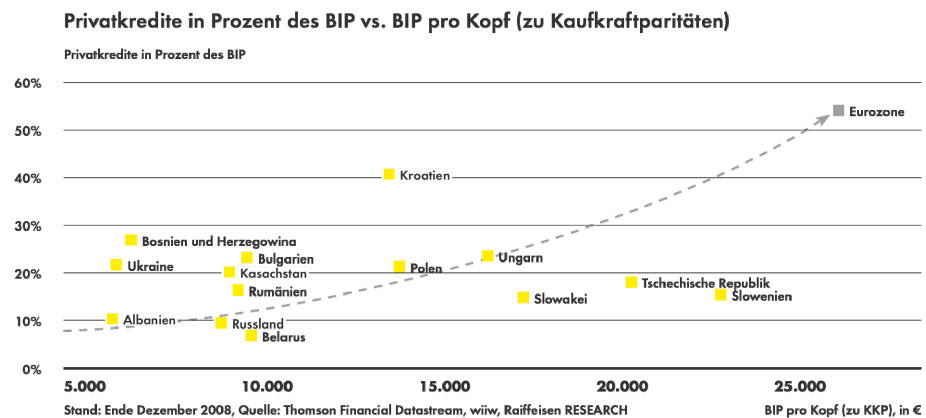 Privatkredite in Prozent des BIP vs. BIP pro Kopf (zu Kaufkraftparitäten)
Privatkredite in Prozent des BIP
60%
50%
Eurozone
40%
Kroatien
30%
Bosnien und Herzegowina
Bulgarien
Ungarn
Ukraine
Polen
20%
Kasachstan
Tschechische Republik
Rumänien
Slowenien
Slowakei
10%
Albanien
Russland
Belarus
0%
5.000 10.000 15.000 20.000 25.000
Stand: Ende Dezember 2008, Quelle: Thomson Financial Datastream, wiiw, Raiffeisen RESEARCH BIP pro Kopf (zu KKP), in €